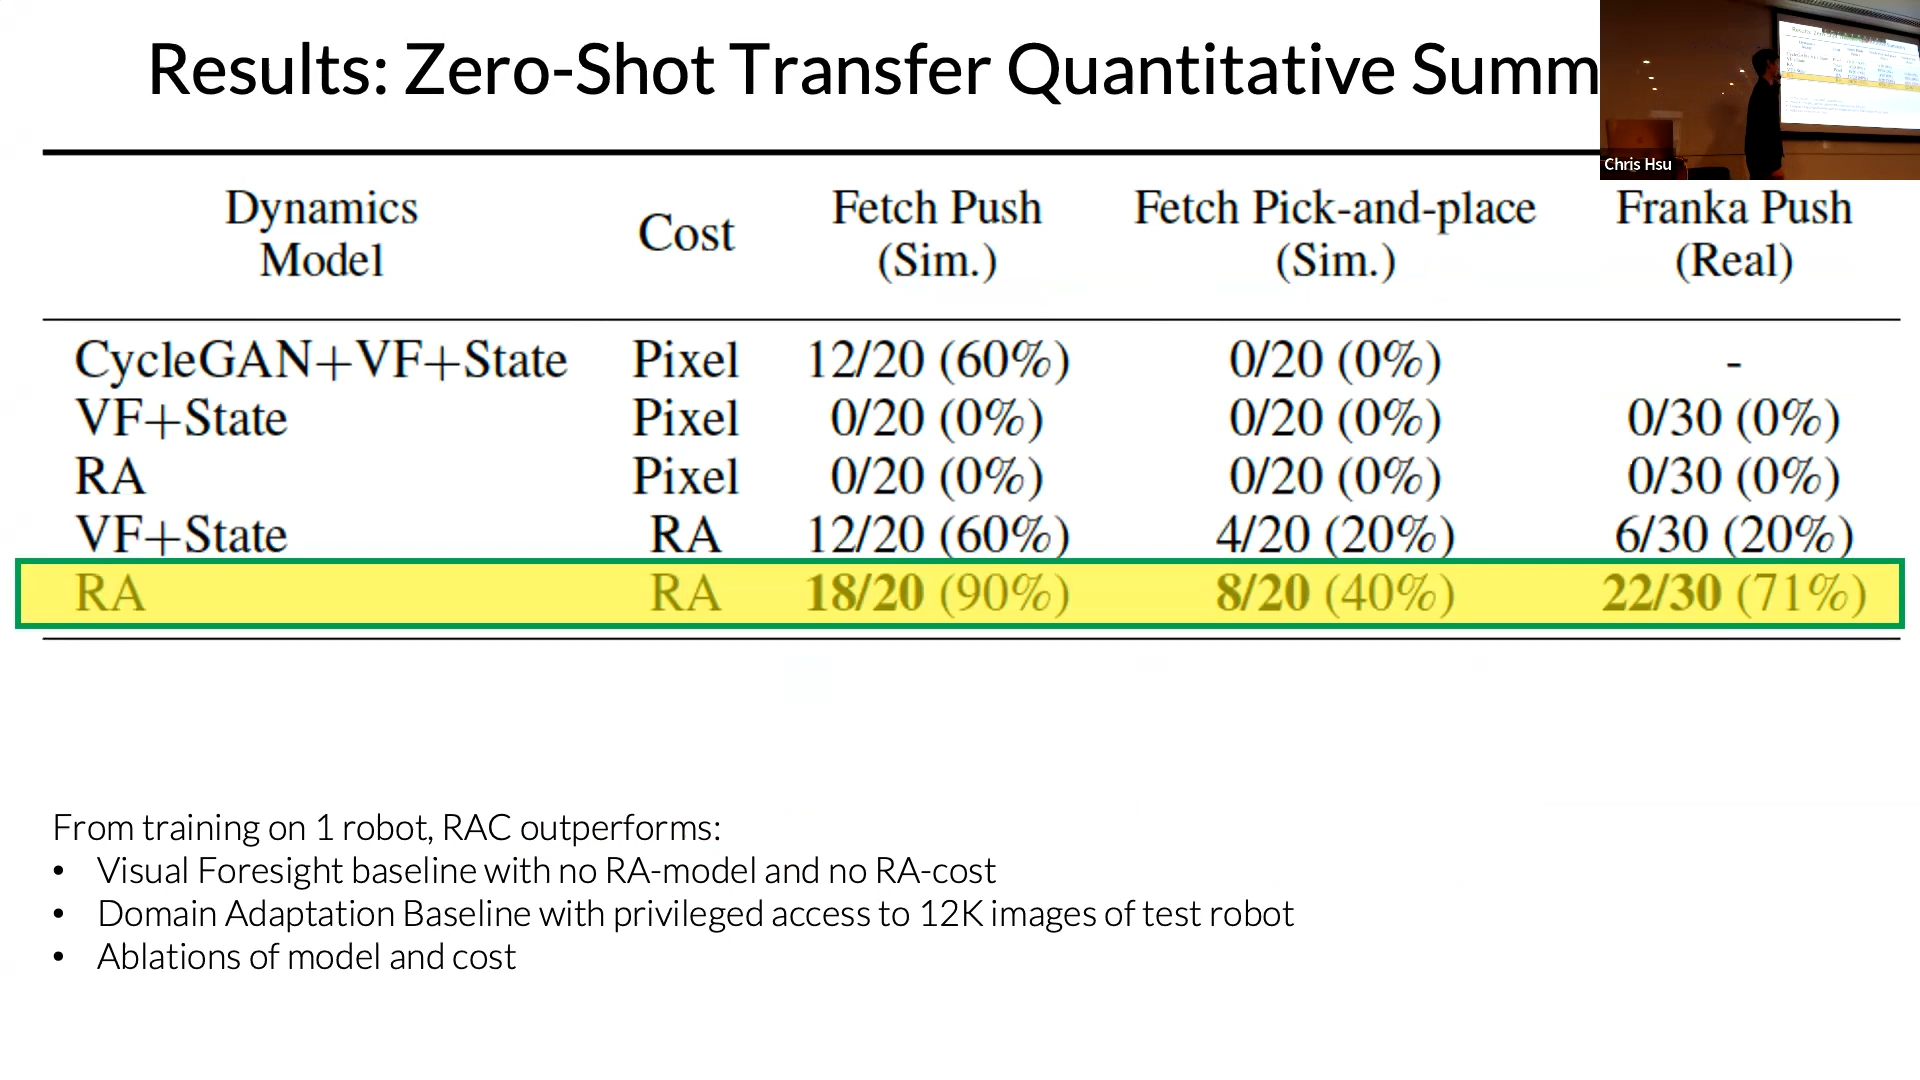 Results: Zero-Shot Transfer Quantitative Summ
Chris Hsu
Dynamics Model Cost Fetch Push (Sim.) Fetch Pick-and-place (Sim.) Franka Push (Real)
CycleGAN+VF+State Pixel 12/20 (60%) 0/20 (0%) -
VF+State Pixel 0/20 (0%) 0/20 (0%) 0/30 (0%)
RA Pixel 0/20 (0%) 0/20 (0%) 0/30 (0%)
VF+State RA 12/20 (60%) 4/20 (20%) 6/30 (20%)
RA RA 18/20 (90%) 8/20 (40%) 22/30 (71%)
From training on 1 robot, RAC outperforms:
• Visual Foresight baseline with no RA-model and no RA-cost
• Domain Adaptation Baseline with privileged access to 12K images of test robot
• Ablations of model and cost